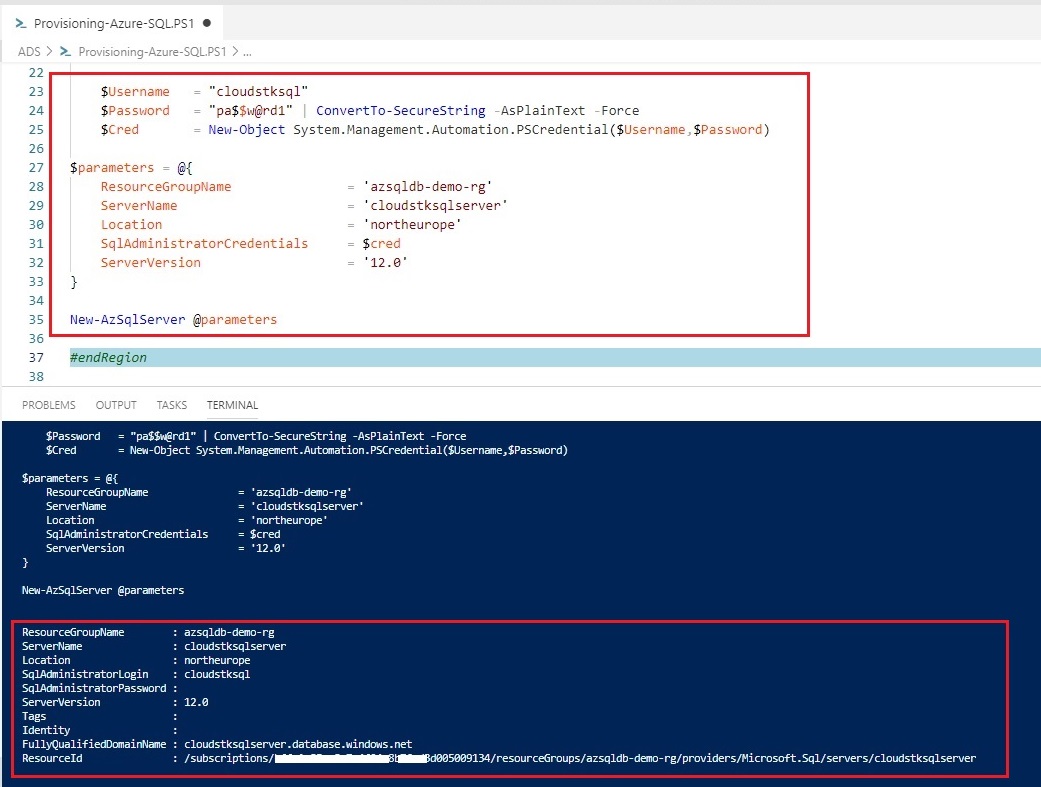 Provisioning-Azure-SQL.PS1 ●
ADS > Provisioning-Azure-SQL.PS1 > ...
22
23 $Username = "cloudstksql"
24 $Password = "pa$$w@rd1" | ConvertTo-SecureString -AsPlainText -Force
25 $Cred = New-Object System.Management.Automation.PSCredential($Username,$Password)
26
27 $parameters = @{
28 ResourceGroupName = 'azsqldb-demo-rg'
29 ServerName = 'cloudstksqlserver'
30 Location = 'northeurope'
31 SqlAdministratorCredentials = $cred
32 ServerVersion = '12.0'
33 }
34
35 New-AzSqlServer @parameters
36
37 #endRegion
38
PROBLEMS OUTPUT TASKS TERMINAL
$Password = "pa$$w@rd1" | ConvertTo-SecureString -AsPlainText -Force
$Cred = New-Object System.Management.Automation.PSCredential($Username,$Password)
$parameters = @{
ResourceGroupName = 'azsqldb-demo-rg'
ServerName = 'cloudstksqlserver'
Location = 'northeurope'
SqlAdministratorCredentials = $cred
ServerVersion = '12.0'
}
New-AzSqlServer @parameters
ResourceGroupName : azsqldb-demo-rg
ServerName : cloudstksqlserver
Location : northeurope
SqlAdministratorLogin : cloudstksql
SqlAdministratorPassword :
ServerVersion : 12.0
Tags :
Identity :
FullyQualifiedDomainName : cloudstksqlserver.database.windows.net
ResourceId : /subscriptions/ d005009134/resourceGroups/azsqldb-demo-rg/providers/Microsoft.Sql/servers/cloudstksqlserver